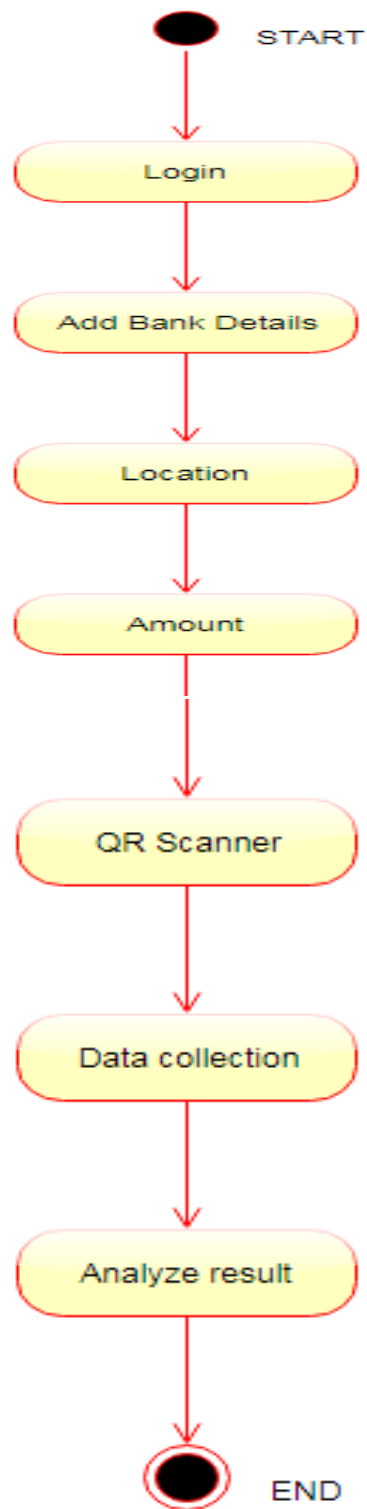 START
Login
Add Bank Details
Location
Amount
QR Scanner
Data collection
Analyze result
END